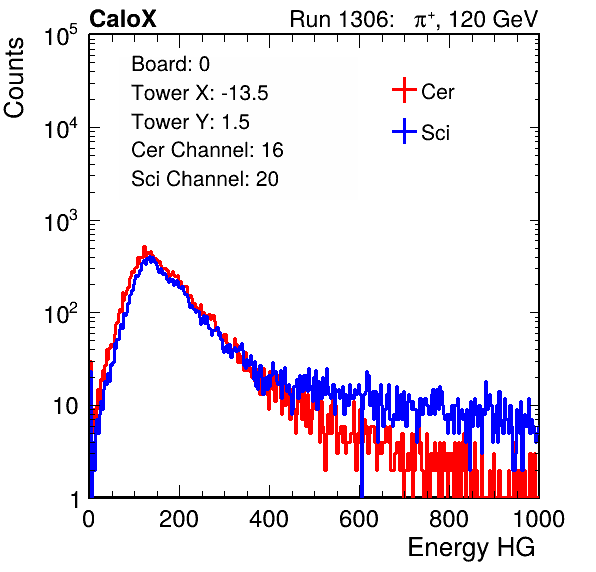 CaloX Run 1306: π⁺, 120 GeV
Counts
10⁵
10⁴
10³
10²
10
1
Board: 0
Tower X: -13.5
Tower Y: 1.5
Cer Channel: 16
Sci Channel: 20
Cer
Sci
0 200 400 600 800 1000
Energy HG